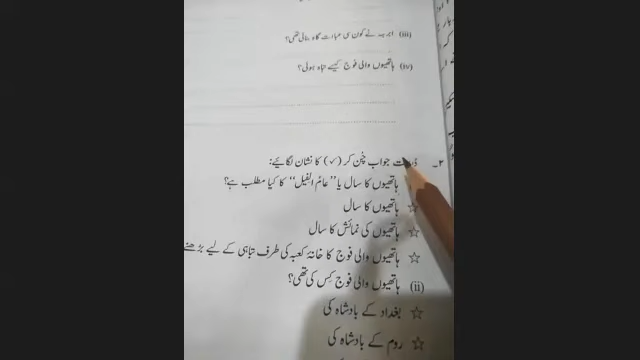 (iii) ابرہہ نے کون سی عبادت گاہ بنائی تھی؟
(iv) ہاتھیوں والی فوج کیسے تباہ ہوئی؟
۲۔ درست جواب چُن کر (✓) کا نشان لگائیے:
ہاتھیوں کا سال یا "عامُ الفیل" کا کیا مطلب ہے؟
☆ ہاتھیوں کا سال
☆ ہاتھیوں کی نمائش کا سال
☆ ہاتھیوں والی فوج کا خانۂ کعبہ کی طرف تباہی کے لیے بڑھنے
(ii) ہاتھیوں والی فوج کِس کی تھی؟
☆ بغداد کے بادشاہ کی
☆ روم کے بادشاہ کی